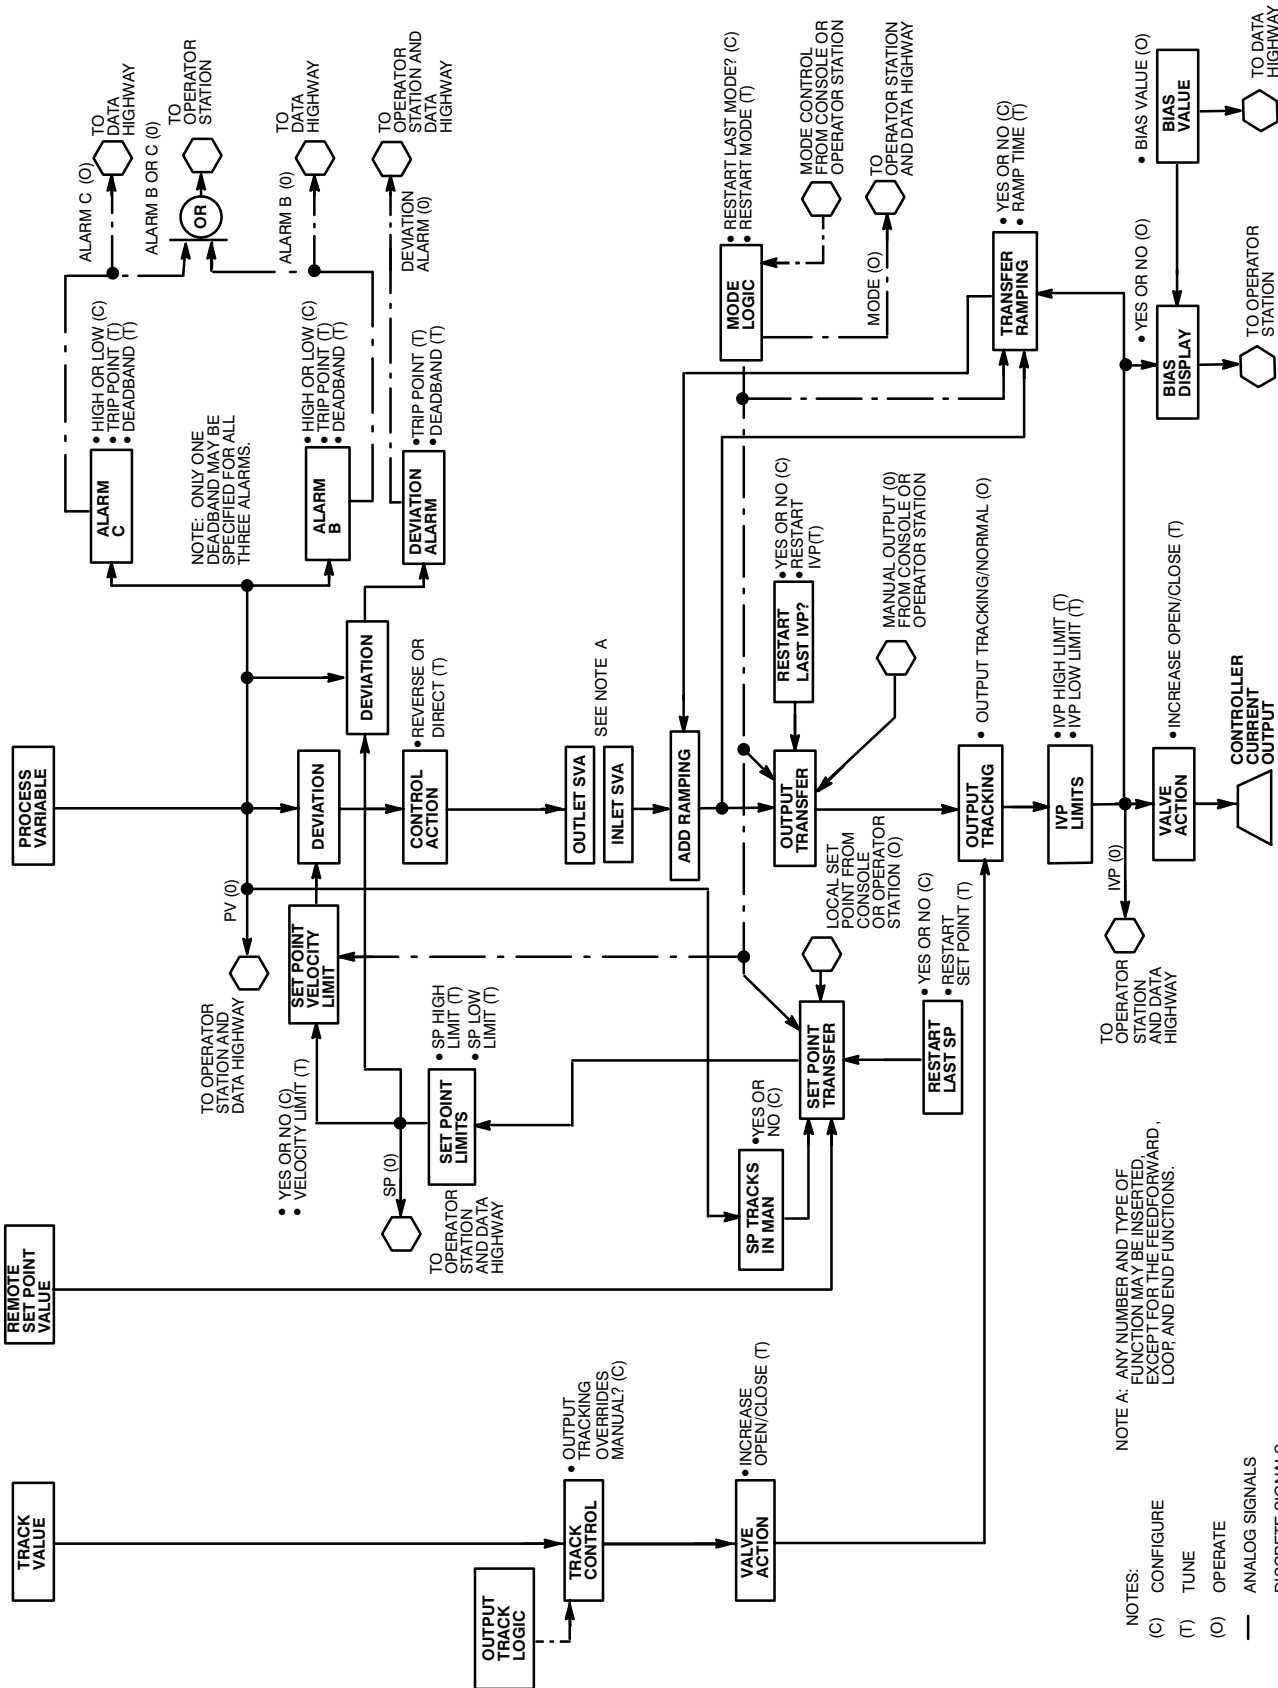 TRACK
VALUE
REMOTE
SET POINT
VALUE
PROCESS
VARIABLE
TO OPERATOR
STATION AND
DATA HIGHWAY
PV (0)
• YES OR NO (C)
• VELOCITY LIMIT (T)
SET POINT
VELOCITY
LIMIT
DEVIATION
DEVIATION
SP (0)
TO
OPERATOR
STATION
AND DATA
HIGHWAY
SET POINT
LIMITS
• SP HIGH
LIMIT (T)
• SP LOW
LIMIT (T)
CONTROL
ACTION
• REVERSE OR
DIRECT (T)
ALARM
C
• HIGH OR LOW (C)
• TRIP POINT (T)
• DEADBAND (T)
ALARM C (O)
TO
DATA
HIGHWAY
ALARM B OR C (0)
OR
TO
OPERATOR
STATION
NOTE: ONLY ONE
DEADBAND MAY BE
SPECIFIED FOR ALL
THREE ALARMS.
ALARM
B
• HIGH OR LOW (C)
• TRIP POINT (T)
• DEADBAND (T)
ALARM B (0)
TO
DATA
HIGHWAY
DEVIATION
ALARM
• TRIP POINT (T)
• DEADBAND (T)
DEVIATION
ALARM (0)
TO
OPERATOR
STATION AND
DATA
HIGHWAY
OUTPUT
TRACK
LOGIC
TRACK
CONTROL
• OUTPUT
TRACKING
OVERRIDES
MANUAL? (C)
OUTLET SVA
INLET SVA
SEE NOTE A
ADD RAMPING
VALVE
ACTION
• INCREASE
OPEN/CLOSE (T)
SP TRACKS
IN MAN
• YES OR
NO (C)
SET POINT
TRANSFER
LOCAL SET
POINT FROM
CONSOLE
OR OPERATOR
STATION (O)
RESTART
LAST SP
• YES OR NO (C)
• RESTART
SET POINT (T)
OUTPUT
TRANSFER
RESTART
LAST IVP?
• YES OR NO (C)
• RESTART
IVP(T)
MANUAL OUTPUT (0)
FROM CONSOLE OR
OPERATOR STATION
MODE
LOGIC
• RESTART LAST MODE? (C)
• RESTART MODE (T)
MODE CONTROL
FROM CONSOLE OR
OPERATOR STATION
MODE (O)
TO
OPERATOR STATION
AND DATA HIGHWAY
TRANSFER
RAMPING
• YES OR NO (C)
• RAMP TIME (T)
OUTPUT
TRACKING
• OUTPUT TRACKING/NORMAL (O)
IVP
LIMITS
• IVP HIGH LIMIT (T)
• IVP LOW LIMIT (T)
IVP (0)
TO
OPERATOR
STATION
AND DATA
HIGHWAY
VALVE
ACTION
• INCREASE OPEN/CLOSE (T)
CONTROLLER
CURRENT
OUTPUT
BIAS
DISPLAY
• YES OR NO (O)
TO OPERATOR
STATION
BIAS
VALUE
• BIAS VALUE (O)
TO DATA
HIGHWAY
NOTE A: ANY NUMBER AND TYPE OF
FUNCTION MAY BE INSERTED,
EXCEPT FOR THE FEEDFORWARD ,
LOOP, AND END FUNCTIONS.
NOTES:
(C) CONFIGURE
(T) TUNE
(O) OPERATE
ANALOG SIGNALS
DISCRETE SIGNALS